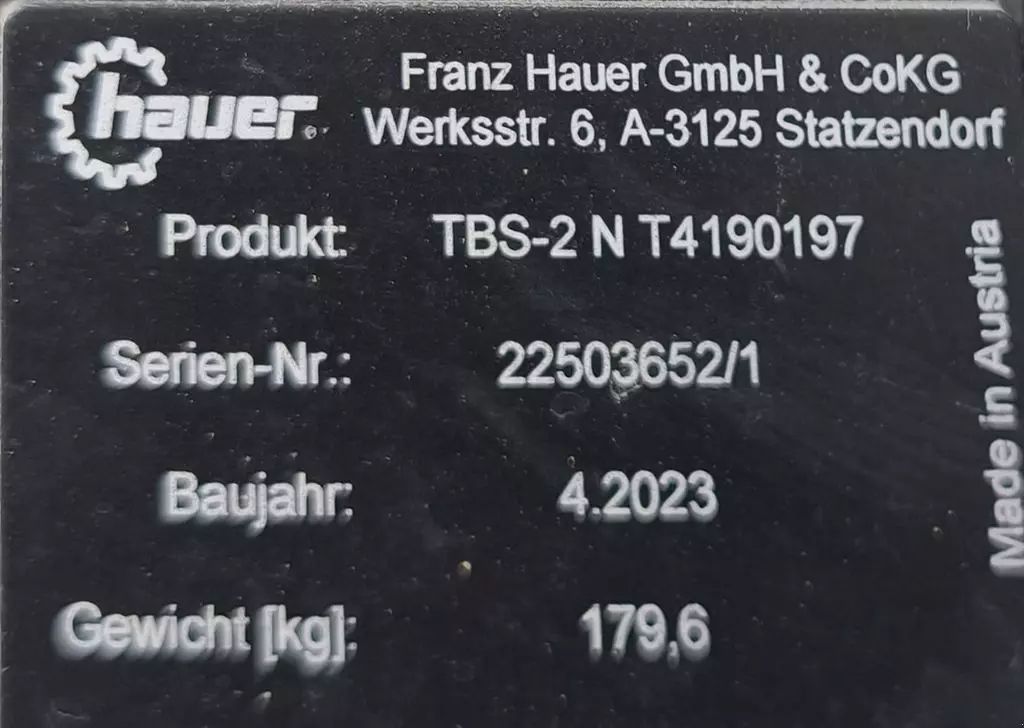 hauer
Franz Hauer GmbH & CoKG
Werksstr. 6, A-3125 Statzendorf
Produkt: TBS-2 N T4190197
Serien-Nr.: 22503652/1
Baujahr: 4.2023
Gewicht [kg]: 179,6
Made in Austria